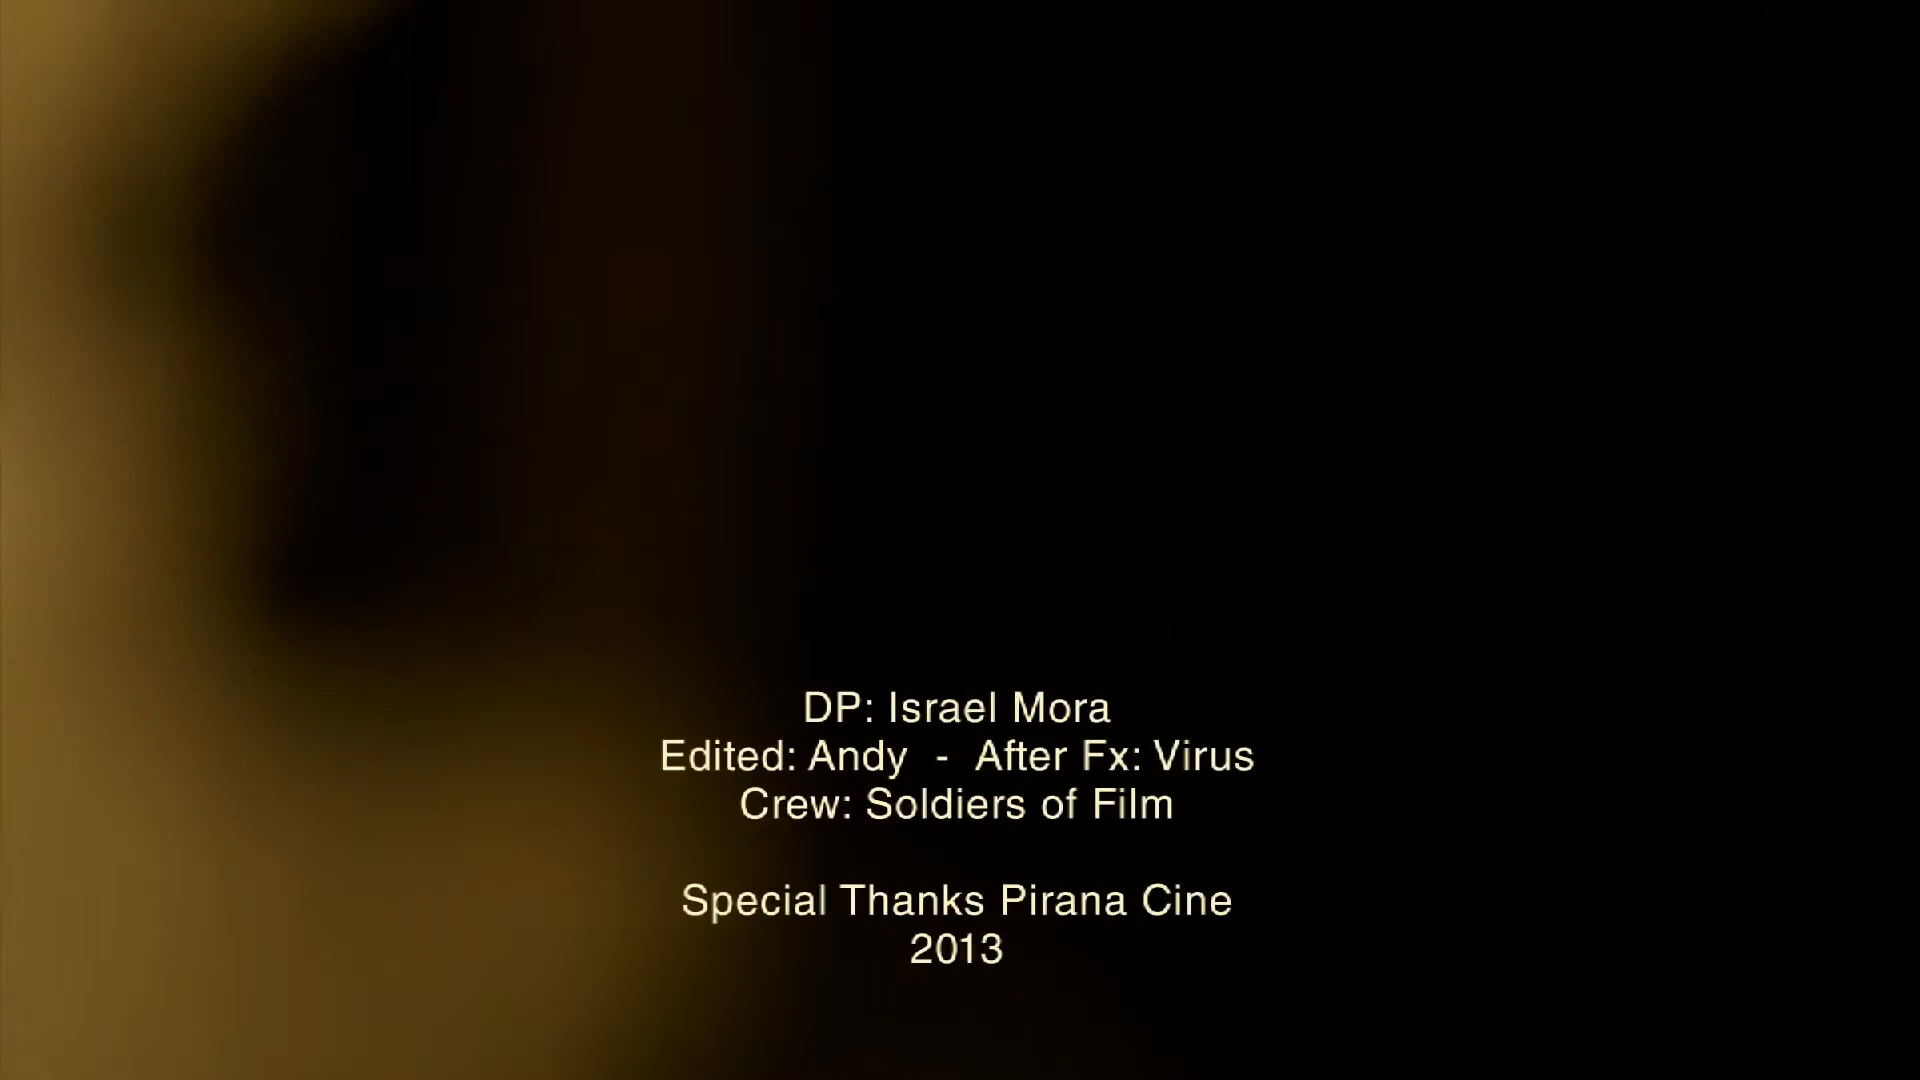 DP: Israel Mora
Edited: Andy  -  After Fx: Virus
Crew: Soldiers of Film
Special Thanks Pirana Cine
2013